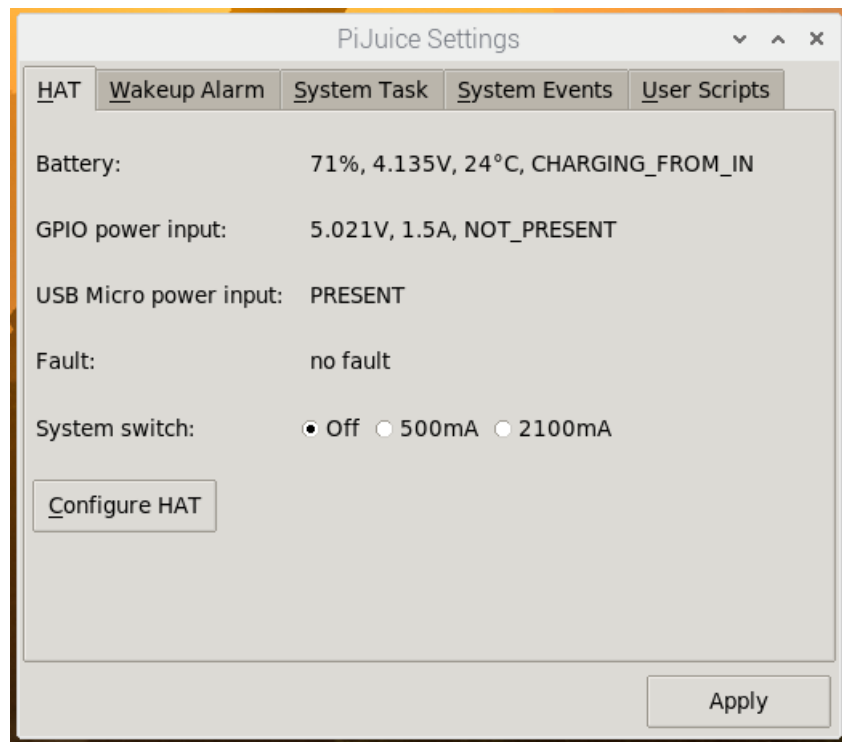 PiJuice Settings
HAT Wakeup Alarm System Task System Events User Scripts
Battery: 71%, 4.135V, 24°C, CHARGING_FROM_IN
GPIO power input: 5.021V, 1.5A, NOT_PRESENT
USB Micro power input: PRESENT
Fault: no fault
System switch: Off 500mA 2100mA
Configure HAT
Apply